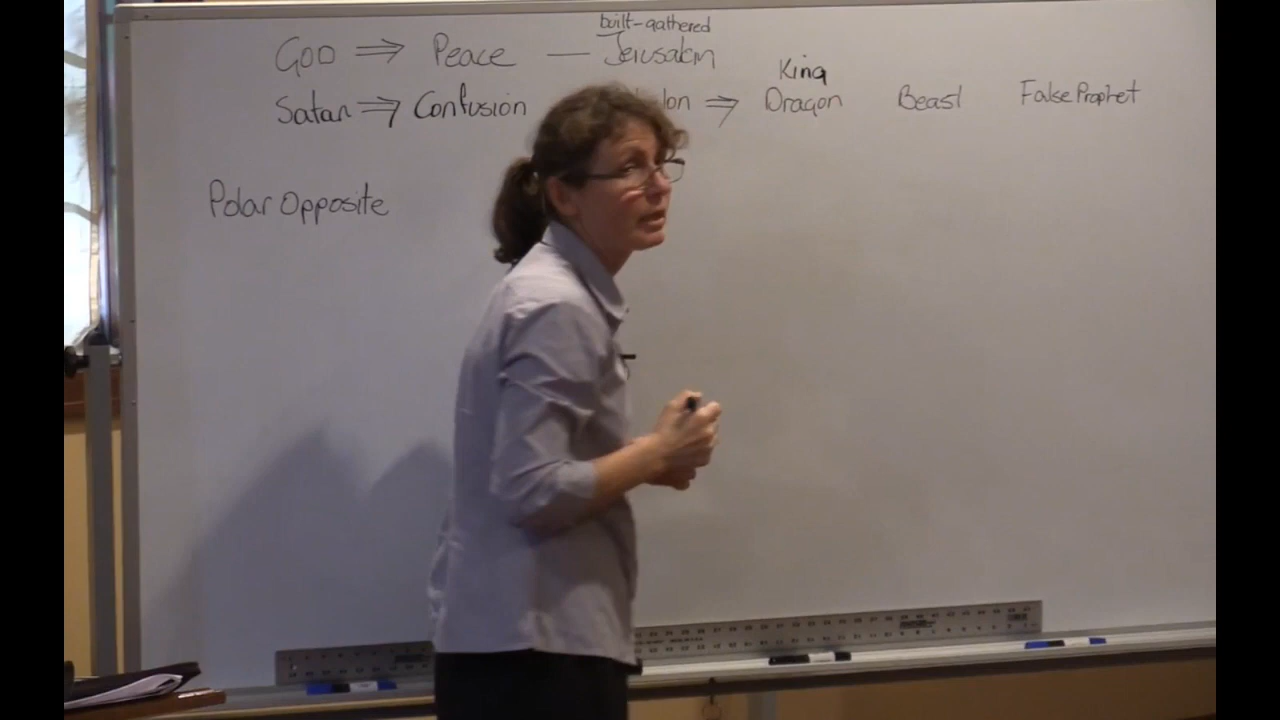 built-gathered
GOD ⇒ Peace — Jerusalem
King
Satan ⇒ Confusion ⇒ Dragon Beast False Prophet
Polar Opposite